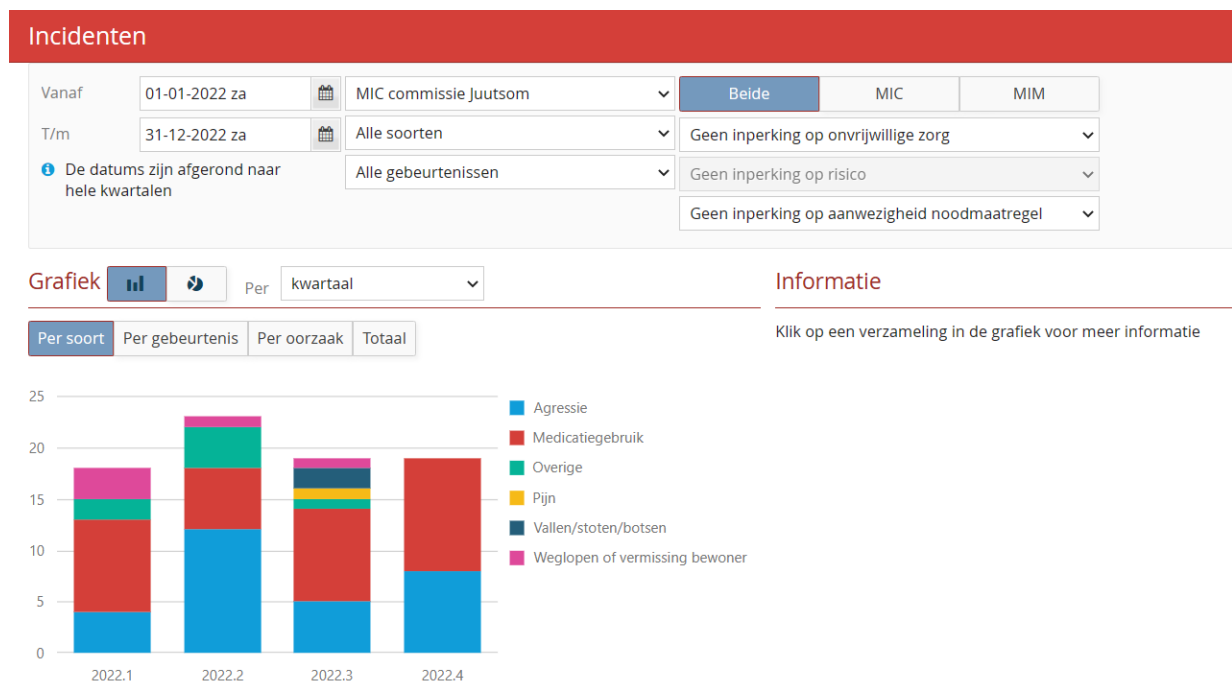 Incidenten
Vanaf 01-01-2022 za MIC commissie Juutsom Beide MIC MIM
T/m 31-12-2022 za Alle soorten Geen inperking op onvrijwillige zorg
De datums zijn afgerond naar Alle gebeurtenissen Geen inperking op risico
hele kwartalen
Geen inperking op aanwezigheid noodmaatregel
Grafiek Per kwartaal Informatie
Per soort Per gebeurtenis Per oorzaak Totaal Klik op een verzameling in de grafiek voor meer informatie
25
20
15
10
5
0
Agressie
Medicatiegebruik
Overige
Pijn
Vallen/stoten/botsen
Weglopen of vermissing bewoner
2022.1 2022.2 2022.3 2022.4